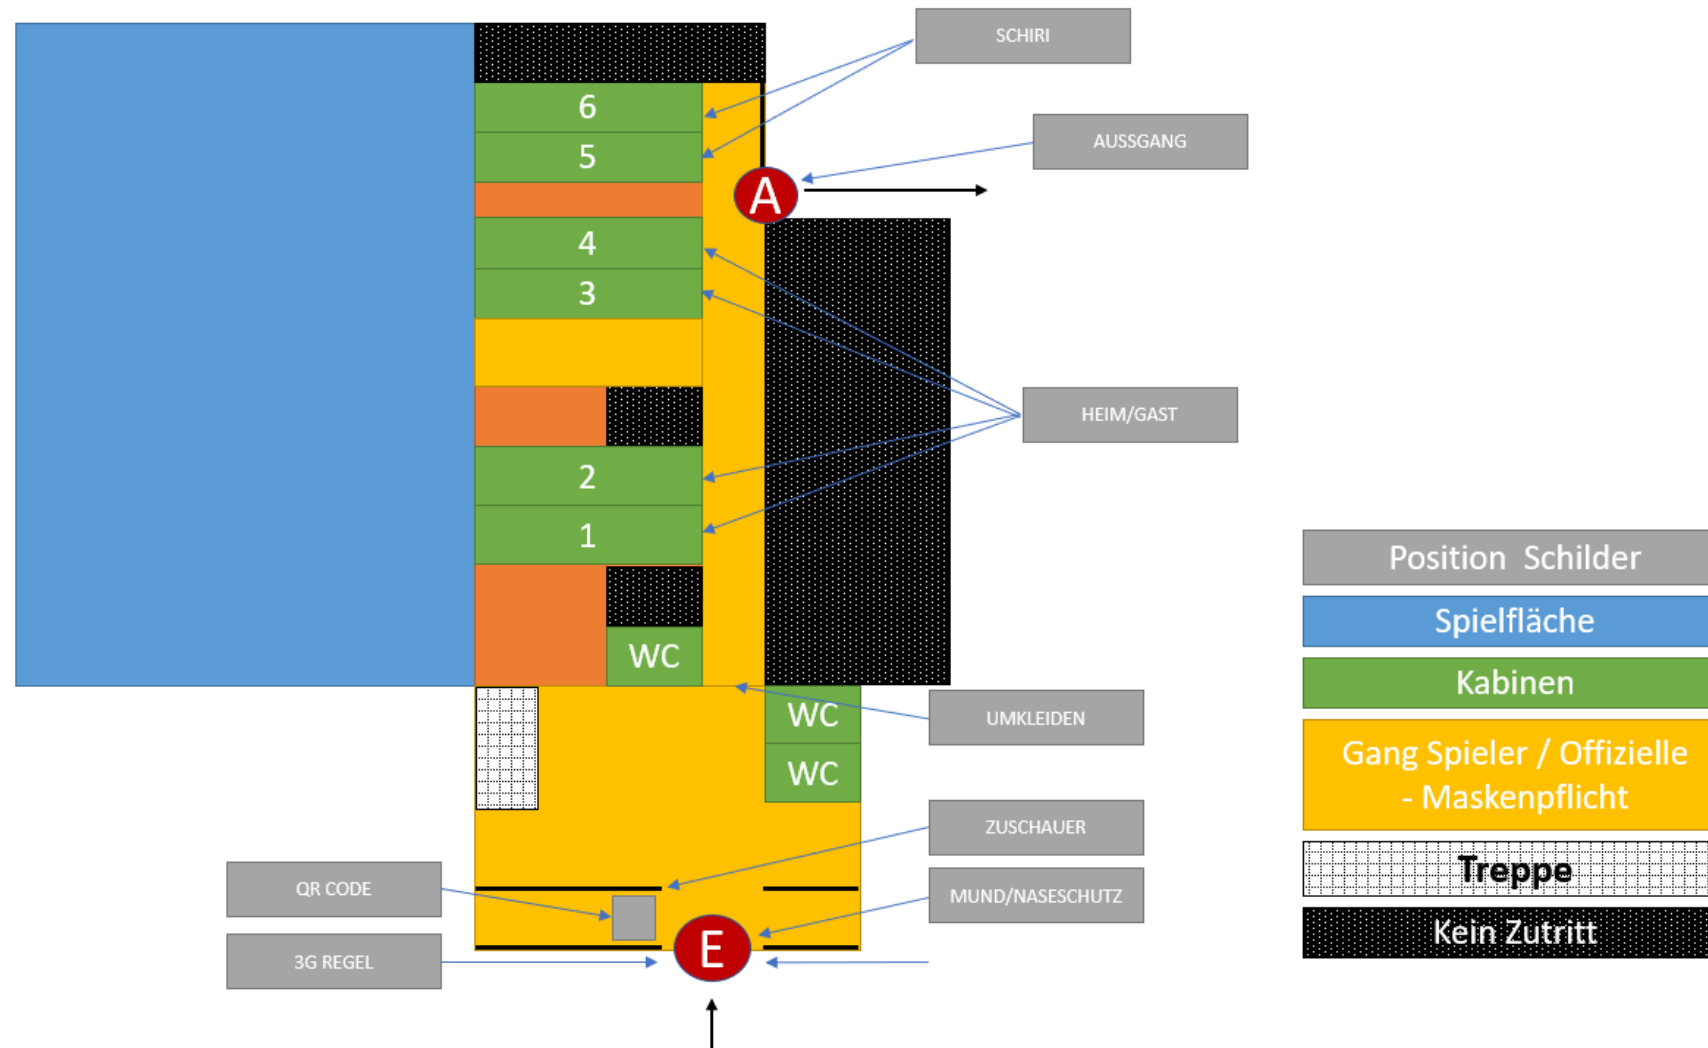 SCHIRI
6
5
AUSSGANG
A
4
3
HEIM/GAST
2
1
WC
Position Schilder
Spielfläche
Kabinen
Gang Spieler / Offizielle
- Maskenpflicht
Treppe
Kein Zutritt
WC
UMKLEIDEN
WC
ZUSCHAUER
QR CODE
MUND/NASESCHUTZ
E
3G REGEL